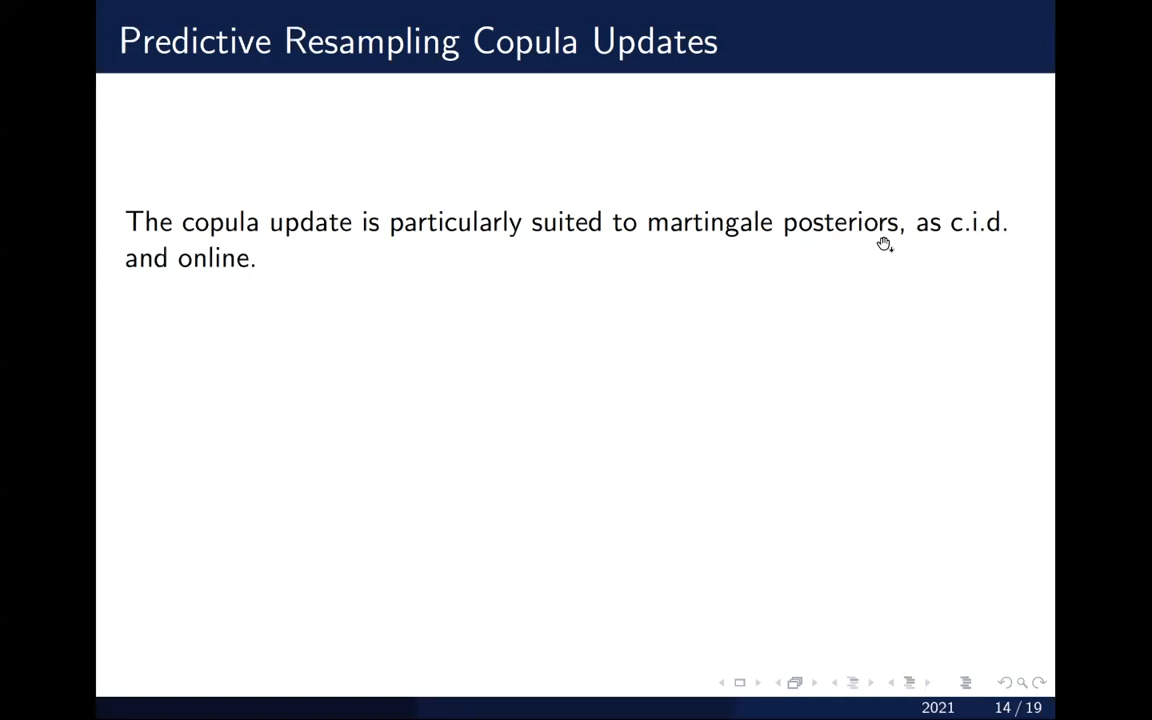 Predictive Resampling Copula Updates
The copula update is particularly suited to martingale posteriors, as c.i.d.
and online.
2021 14 / 19